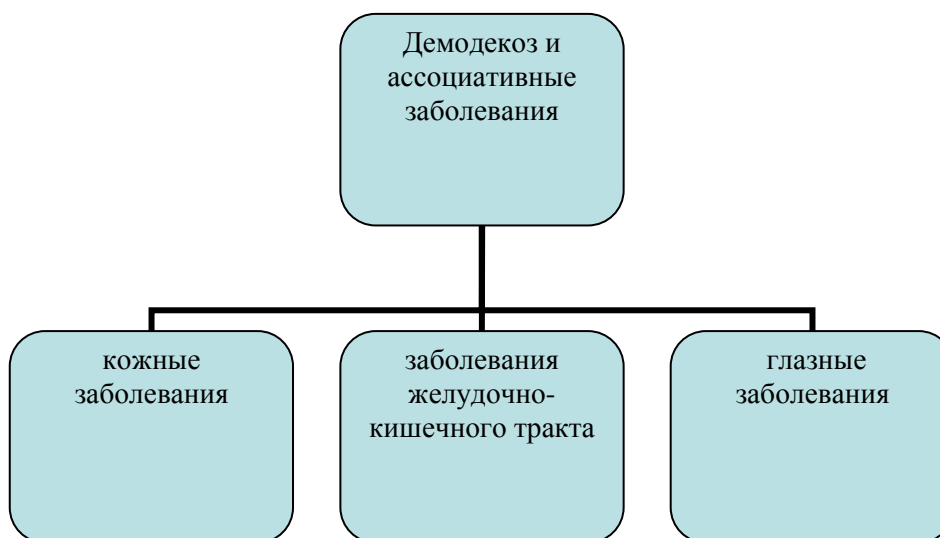 Демодекоз и
ассоциативные
заболевания
кожные
заболевания
заболевания
желудочно-
кишечного тракта
глазные
заболевания